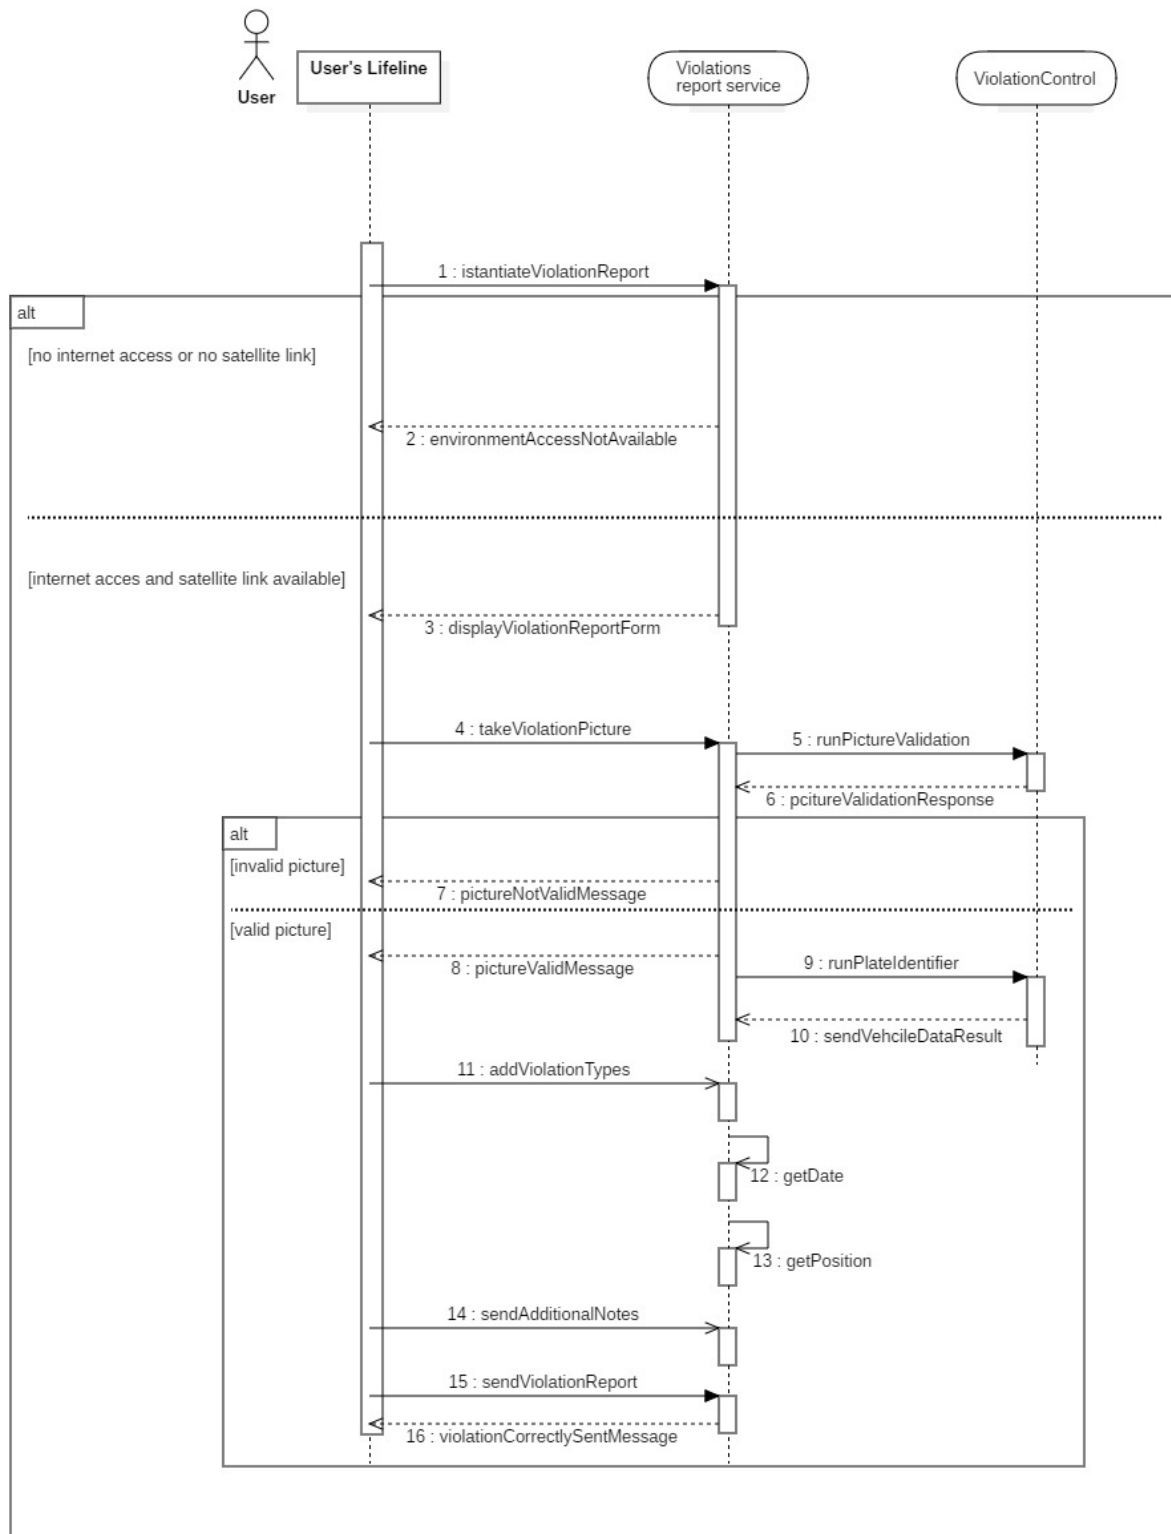 User
User's Lifeline
Violations
report service
ViolationControl
1 : istantiateViolationReport
alt
[no internet access or no satellite link]
2 : environmentAccessNotAvailable
[internet acces and satellite link available]
3 : displayViolationReportForm
4 : takeViolationPicture
5 : runPictureValidation
6 : pcitureValidationResponse
alt
[invalid picture]
7 : pictureNotValidMessage
[valid picture]
8 : pictureValidMessage
9 : runPlateIdentifier
10 : sendVehcileDataResult
11 : addViolationTypes
12 : getDate
13 : getPosition
14 : sendAdditionalNotes
15 : sendViolationReport
16 : violationCorrectlySentMessage